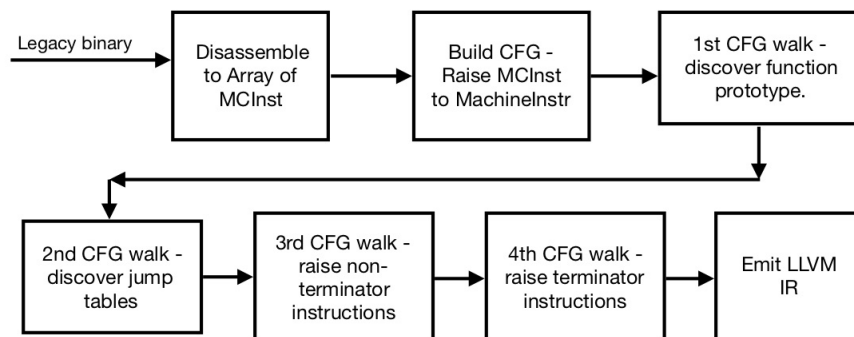 Legacy binary
Disassemble
to Array of
MCInst
Build CFG -
Raise MCInst
to MachineInstr
1st CFG walk -
discover function
prototype.
2nd CFG walk -
discover jump
tables
3rd CFG walk -
raise non-
terminator
instructions
4th CFG walk -
raise terminator
instructions
Emit LLVM
IR